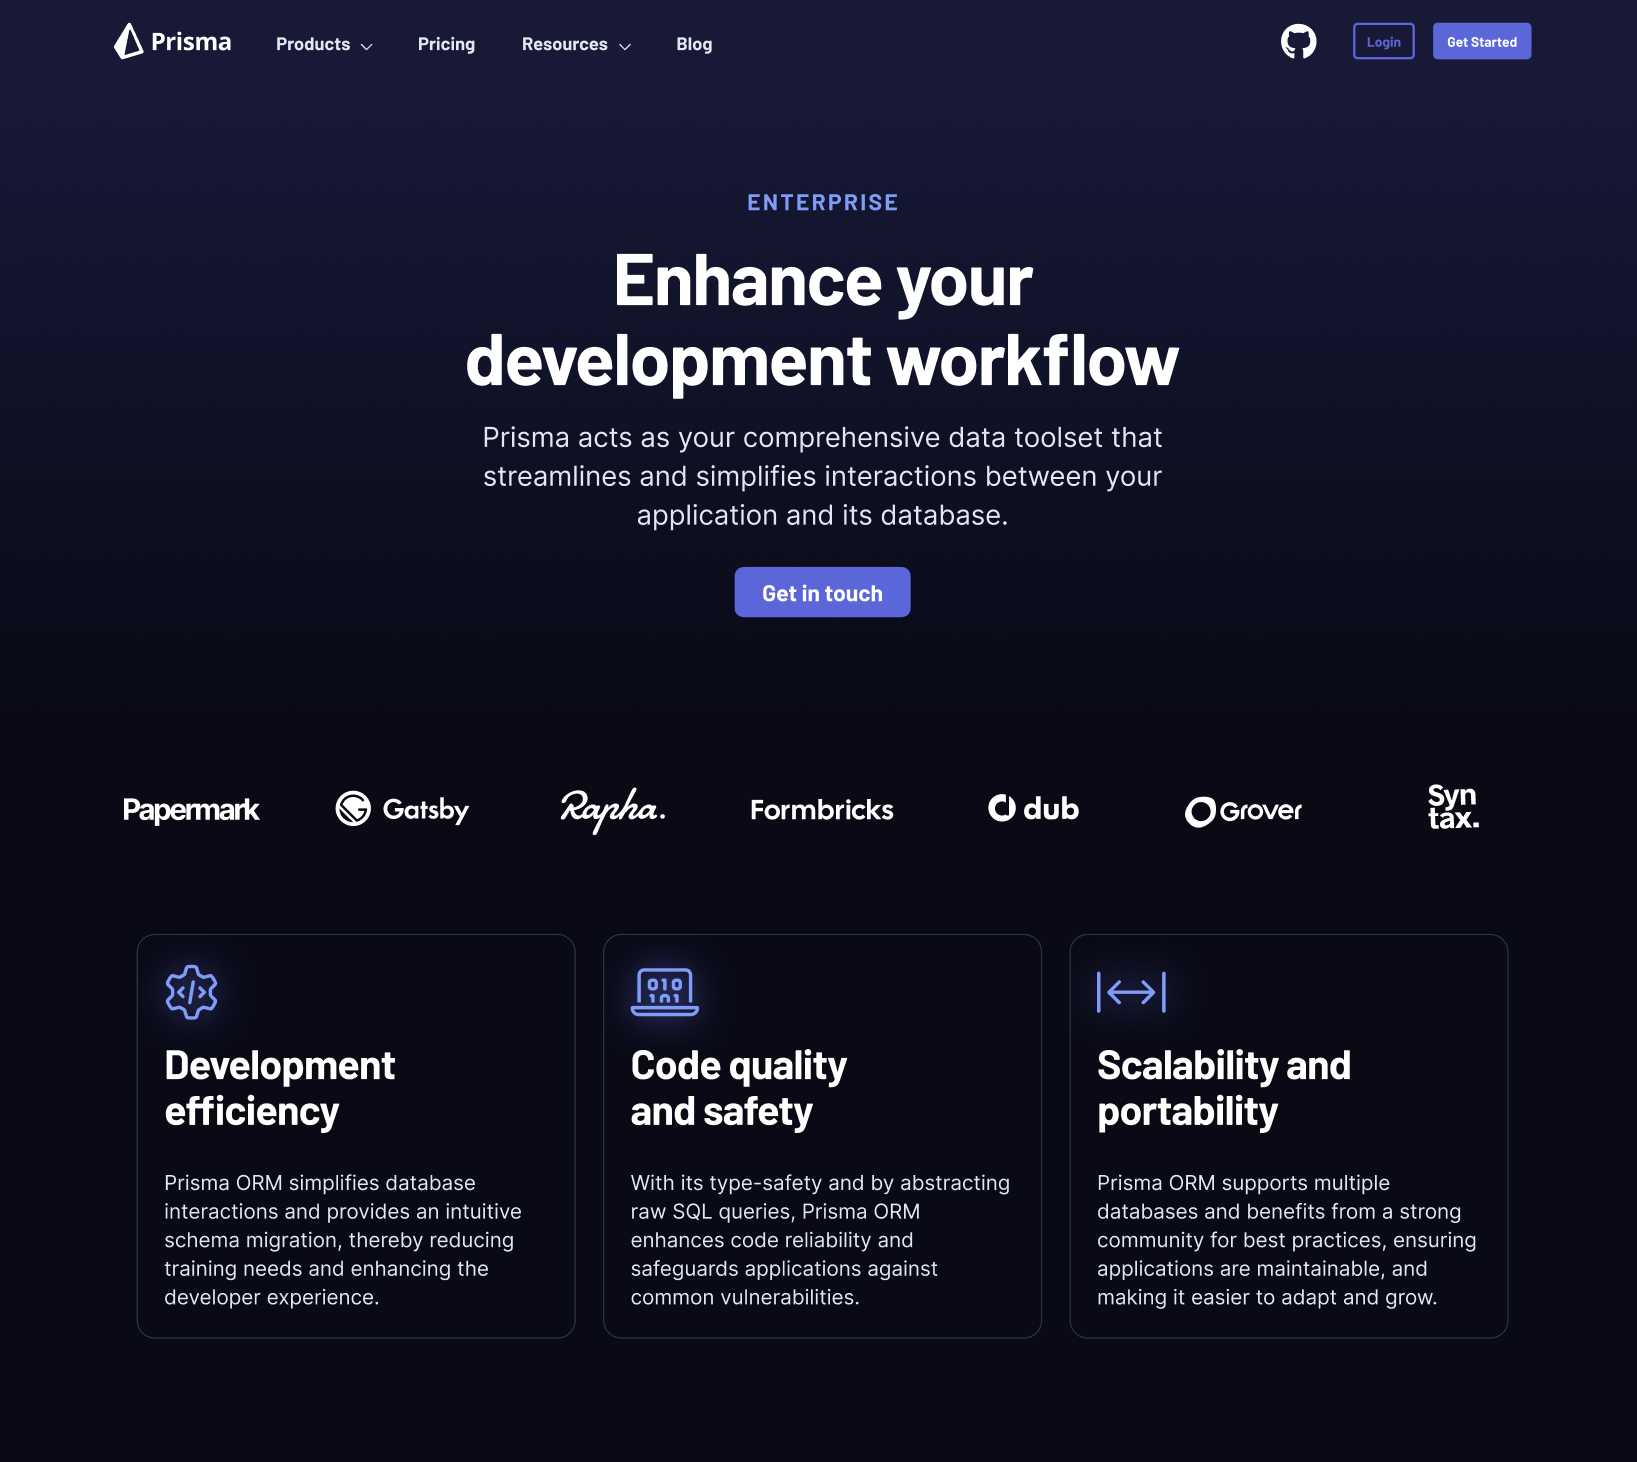 Prisma
Products
Pricing
Resources
Blog
Login
Get Started
ENTERPRISE
Enhance your
development workflow
Prisma acts as your comprehensive data toolset that
streamlines and simplifies interactions between your
application and its database.
Get in touch
Papermark
Gatsby
Rapha.
Formbricks
dub
Grover
Syn
tax.
</>
Development
efficiency
Prisma ORM simplifies database
interactions and provides an intuitive
schema migration, thereby reducing
training needs and enhancing the
developer experience.
010
101
Code quality
and safety
With its type-safety and by abstracting
raw SQL queries, Prisma ORM
enhances code reliability and
safeguards applications against
common vulnerabilities.
Scalability and
portability
Prisma ORM supports multiple
databases and benefits from a strong
community for best practices, ensuring
applications are maintainable, and
making it easier to adapt and grow.